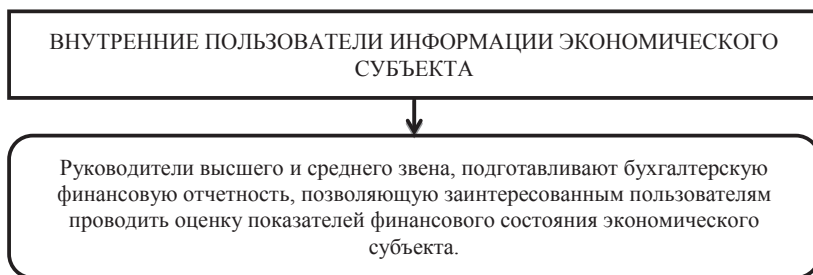 ВНУТРЕННИЕ ПОЛЬЗОВАТЕЛИ ИНФОРМАЦИИ ЭКОНОМИЧЕСКОГО
СУБЪЕКТА
Руководители высшего и среднего звена, подготавливают бухгалтерскую
финансовую отчетность, позволяющую заинтересованным пользователям
проводить оценку показателей финансового состояния экономического
субъекта.